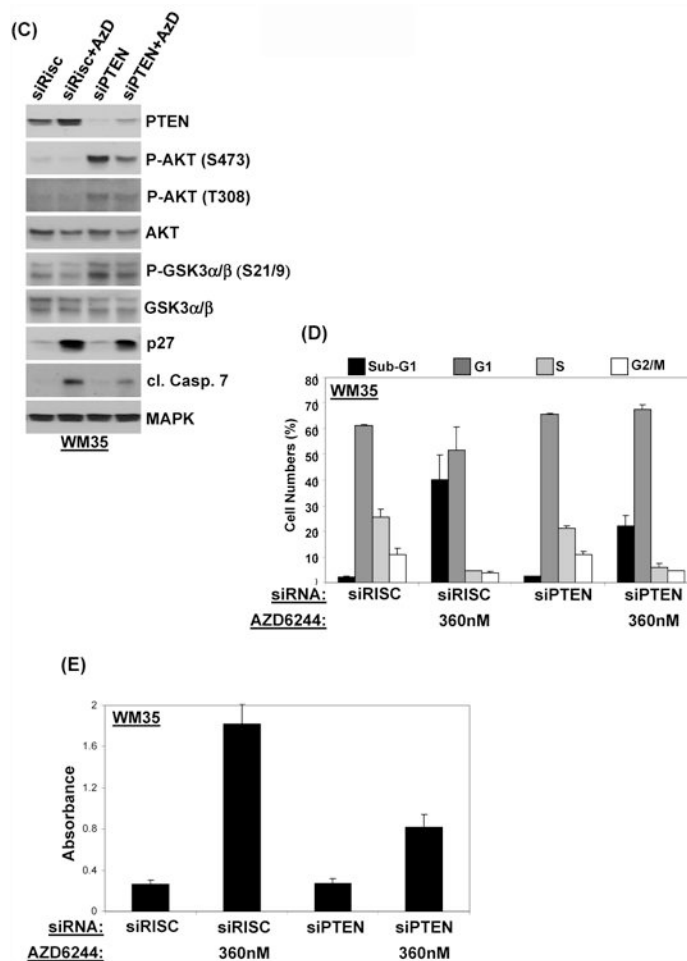 (C)
siRisc siRisc+AzD siPTEN siPTEN+AzD
PTEN
P-AKT (S473)
P-AKT (T308)
AKT
P-GSK3α/β (S21/9)
GSK3α/β
p27
cl. Casp. 7
MAPK
WM35
(D)
Sub-G1 G1 S G2/M
WM35
80
70
60
50
40
30
20
10
Cell Numbers (%)
siRNA: siRISC siRISC siPTEN siPTEN
AZD6244: 360nM 360nM
(E)
WM35
2
1.6
1.2
0.8
0.4
0
Absorbance
siRNA: siRISC siRISC siPTEN siPTEN
AZD6244: 360nM 360nM